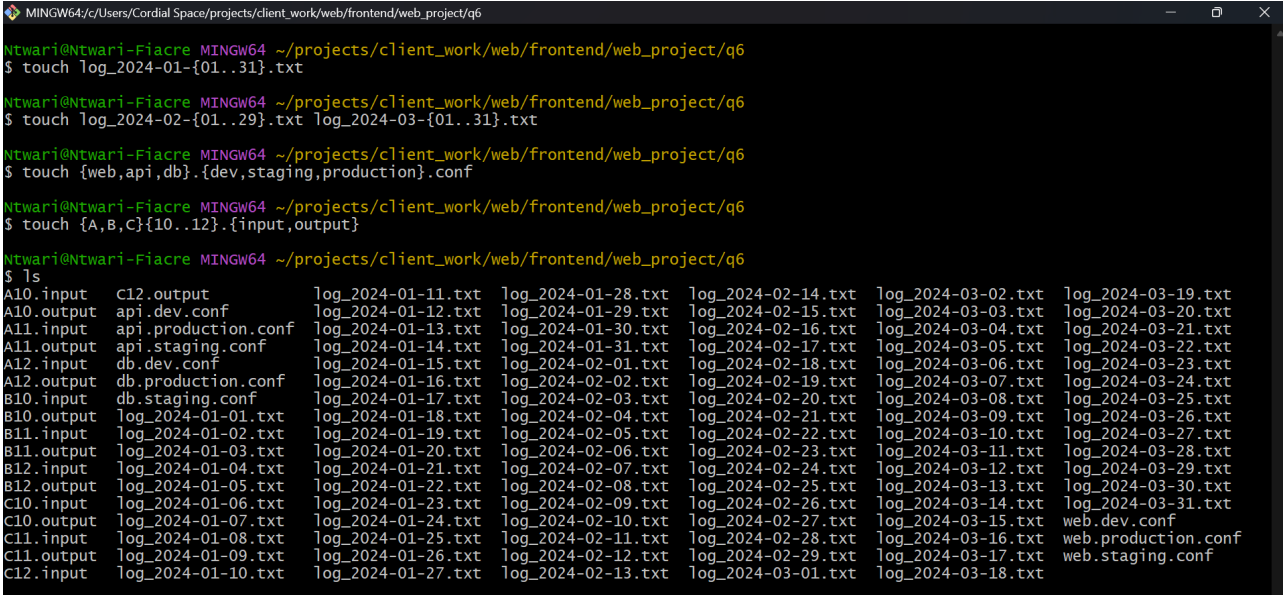 MINGW64:/c/Users/Cordial Space/projects/client_work/web/frontend/web_project/q6
Ntwari@Ntwari-Fiacre MINGW64 ~/projects/client_work/web/frontend/web_project/q6
$ touch log_2024-01-{01..31}.txt
Ntwari@Ntwari-Fiacre MINGW64 ~/projects/client_work/web/frontend/web_project/q6
$ touch log_2024-02-{01..29}.txt log_2024-03-{01..31}.txt
Ntwari@Ntwari-Fiacre MINGW64 ~/projects/client_work/web/frontend/web_project/q6
$ touch {web,api,db}.{dev,staging,production}.conf
Ntwari@Ntwari-Fiacre MINGW64 ~/projects/client_work/web/frontend/web_project/q6
$ touch {A,B,C}{10..12}.{input,output}
Ntwari@Ntwari-Fiacre MINGW64 ~/projects/client_work/web/frontend/web_project/q6
$ ls
A10.input C12.output log_2024-01-11.txt log_2024-01-28.txt log_2024-02-14.txt log_2024-03-02.txt log_2024-03-19.txt
A10.output api.dev.conf log_2024-01-12.txt log_2024-01-29.txt log_2024-02-15.txt log_2024-03-03.txt log_2024-03-20.txt
A11.input api.production.conf log_2024-01-13.txt log_2024-01-30.txt log_2024-02-16.txt log_2024-03-04.txt log_2024-03-21.txt
A11.output api.staging.conf log_2024-01-14.txt log_2024-01-31.txt log_2024-02-17.txt log_2024-03-05.txt log_2024-03-22.txt
A12.input db.dev.conf log_2024-01-15.txt log_2024-02-01.txt log_2024-02-18.txt log_2024-03-06.txt log_2024-03-23.txt
A12.output db.production.conf log_2024-01-16.txt log_2024-02-02.txt log_2024-02-19.txt log_2024-03-07.txt log_2024-03-24.txt
B10.input db.staging.conf log_2024-01-17.txt log_2024-02-03.txt log_2024-02-20.txt log_2024-03-08.txt log_2024-03-25.txt
B10.output log_2024-01-01.txt log_2024-01-18.txt log_2024-02-04.txt log_2024-02-21.txt log_2024-03-09.txt log_2024-03-26.txt
B11.input log_2024-01-02.txt log_2024-01-19.txt log_2024-02-05.txt log_2024-02-22.txt log_2024-03-10.txt log_2024-03-27.txt
B11.output log_2024-01-03.txt log_2024-01-20.txt log_2024-02-06.txt log_2024-02-23.txt log_2024-03-11.txt log_2024-03-28.txt
B12.input log_2024-01-04.txt log_2024-01-21.txt log_2024-02-07.txt log_2024-02-24.txt log_2024-03-12.txt log_2024-03-29.txt
B12.output log_2024-01-05.txt log_2024-01-22.txt log_2024-02-08.txt log_2024-02-25.txt log_2024-03-13.txt log_2024-03-30.txt
C10.input log_2024-01-06.txt log_2024-01-23.txt log_2024-02-09.txt log_2024-02-26.txt log_2024-03-14.txt log_2024-03-31.txt
C10.output log_2024-01-07.txt log_2024-01-24.txt log_2024-02-10.txt log_2024-02-27.txt log_2024-03-15.txt web.dev.conf
C11.input log_2024-01-08.txt log_2024-01-25.txt log_2024-02-11.txt log_2024-02-28.txt log_2024-03-16.txt web.production.conf
C11.output log_2024-01-09.txt log_2024-01-26.txt log_2024-02-12.txt log_2024-02-29.txt log_2024-03-17.txt web.staging.conf
C12.input log_2024-01-10.txt log_2024-01-27.txt log_2024-02-13.txt log_2024-03-01.txt log_2024-03-18.txt